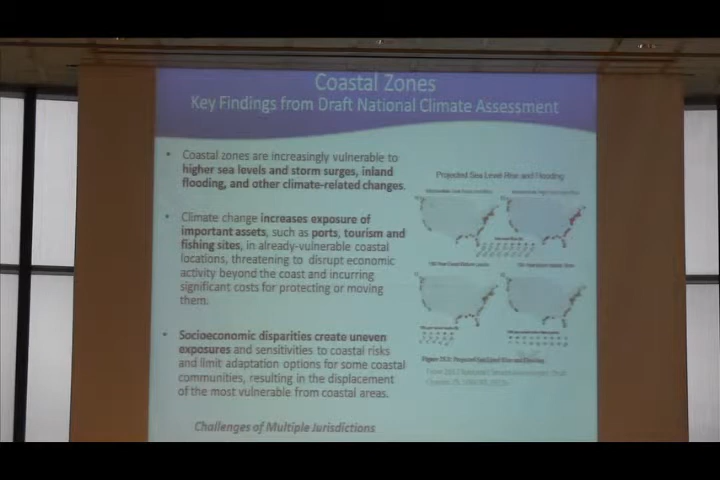 Coastal Zones
Key Findings from Draft National Climate Assessment
• Coastal zones are increasingly vulnerable to
higher sea levels and storm surges, inland
flooding, and other climate-related changes.
• Climate change increases exposure of
important assets, such as ports, tourism and
fishing sites, in already-vulnerable coastal
locations, threatening to disrupt economic
activity beyond the coast and incurring
significant costs for protecting or moving
them.
• Socioeconomic disparities create uneven
exposures and sensitivities to coastal risks
and limit adaptation options for some coastal
communities, resulting in the displacement
of the most vulnerable from coastal areas.
Challenges of Multiple Jurisdictions
Projected Sea Level Rise and Flooding